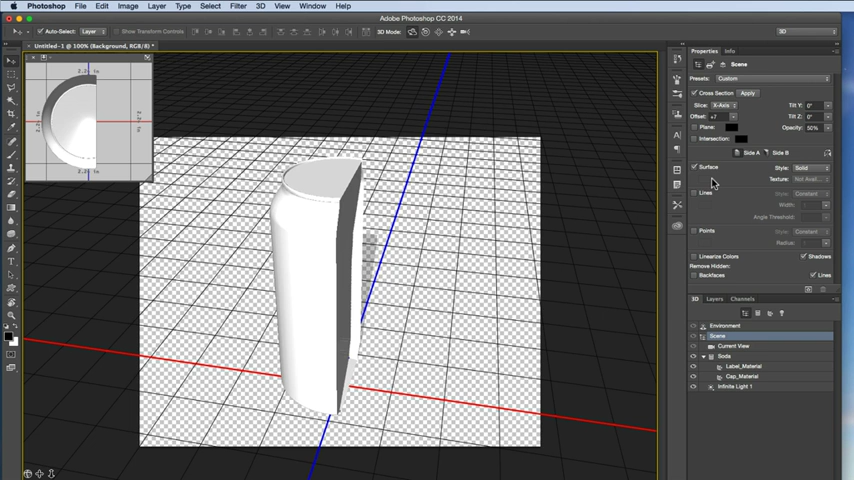 Photoshop File Edit Image Layer Type Select Filter 3D View Window Help
Adobe Photoshop CC 2014
Auto-Select: Layer Show Transform Controls 3D Mode: 3D
Untitled-1 @ 100% (Background, RGB/8) *
Properties Info
Scene
Presets: Custom
Cross Section Apply
Slice: X-Axis Tilt Y: 0°
Offset: +7 Tilt Z: 0°
Plane: Opacity: 50%
Intersection:
Side A Side B
Surface Style: Solid
Texture: Not Avail...
Lines Style: Constant
Width:
Angle Threshold:
Points Style: Constant
Radius:
Linearize Colors Shadows
Remove Hidden:
Backfaces Lines
3D Layers Channels
Environment
Scene
Current View
Soda
Label_Material
Cap_Material
Infinite Light 1